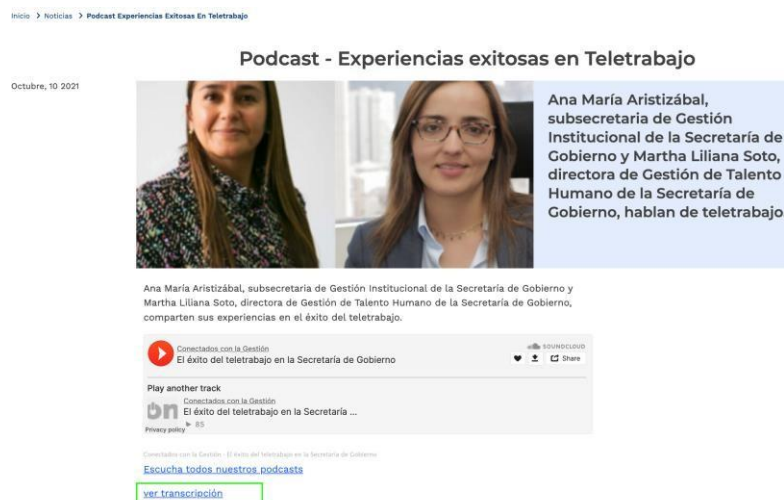 Inicio > Noticias > Podcast Experiencias Exitosas En Teletrabajo
Podcast - Experiencias exitosas en Teletrabajo
Octubre, 10 2021
Ana María Aristizábal,
subsecretaria de Gestión
Institucional de la Secretaría de
Gobierno y Martha Liliana Soto,
directora de Gestión de Talento
Humano de la Secretaría de
Gobierno, hablan de teletrabajo
Ana María Aristizábal, subsecretaria de Gestión Institucional de la Secretaría de Gobierno y
Martha Liliana Soto, directora de Gestión de Talento Humano de la Secretaría de Gobierno,
comparten sus experiencias en el éxito del teletrabajo.
Conectados con la Gestión
SOUNDCLOUD
El éxito del teletrabajo en la Secretaría de Gobierno
Share
Play another track
Conectados con la Gestión
El éxito del teletrabajo en la Secretaría ...
85
Privacy policy
Conectados con la Gestión · El éxito del teletrabajo en la Secretaría de Gobierno
Escucha todos nuestros podcasts
ver transcripción